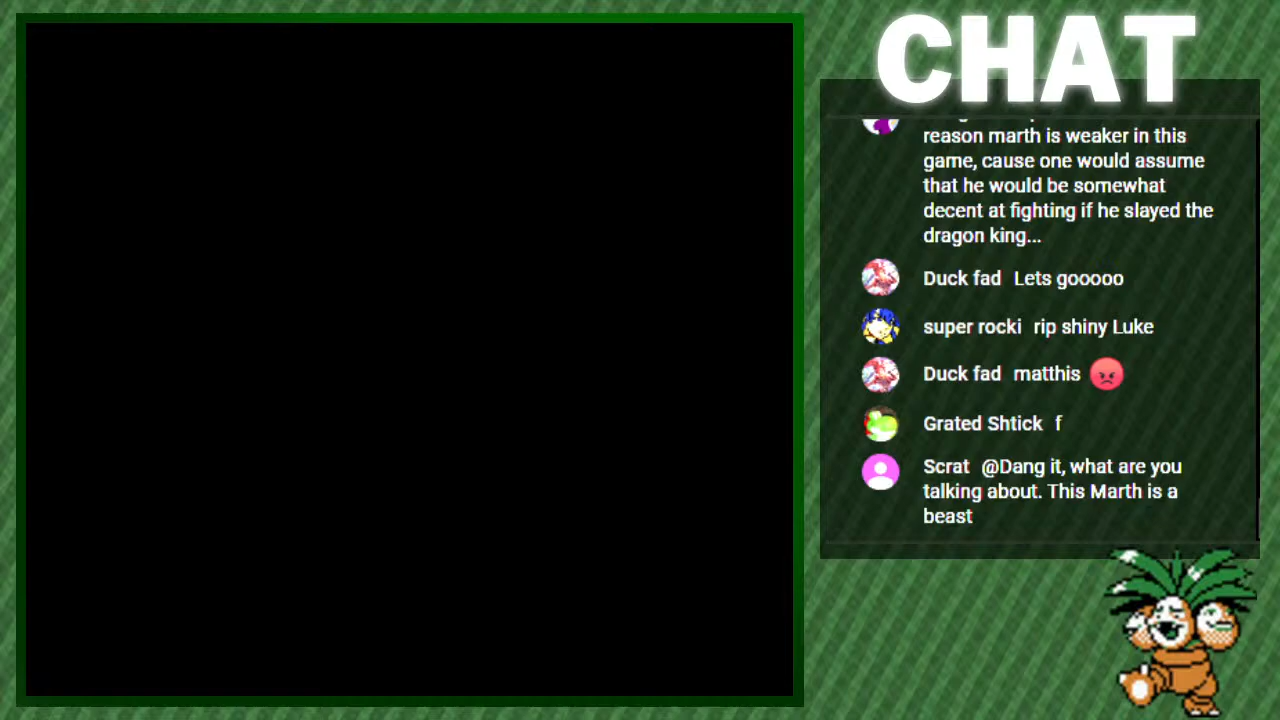 CHAT
reason marth is weaker in this
game, cause one would assume
that he would be somewhat
decent at fighting if he slayed the
dragon king...
Duck fad Lets gooooo
super rocki rip shiny Luke
Duck fad matthis 😡
Grated Shtick f
Scrat @Dang it, what are you
talking about. This Marth is a
beast